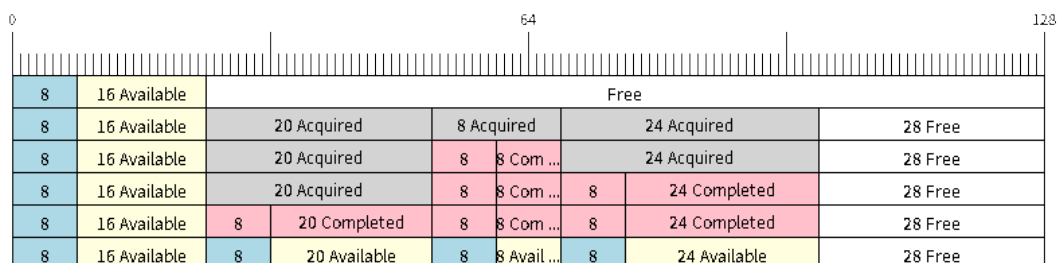 0 64 128
8 16 Available Free
8 16 Available 20 Acquired 8 Acquired 24 Acquired 28 Free
8 16 Available 20 Acquired 8 8 Com ... 24 Acquired 28 Free
8 16 Available 20 Acquired 8 8 Com ... 8 24 Completed 28 Free
8 16 Available 8 20 Completed 8 8 Com ... 8 24 Completed 28 Free
8 16 Available 8 20 Available 8 8 Avail ... 8 24 Available 28 Free